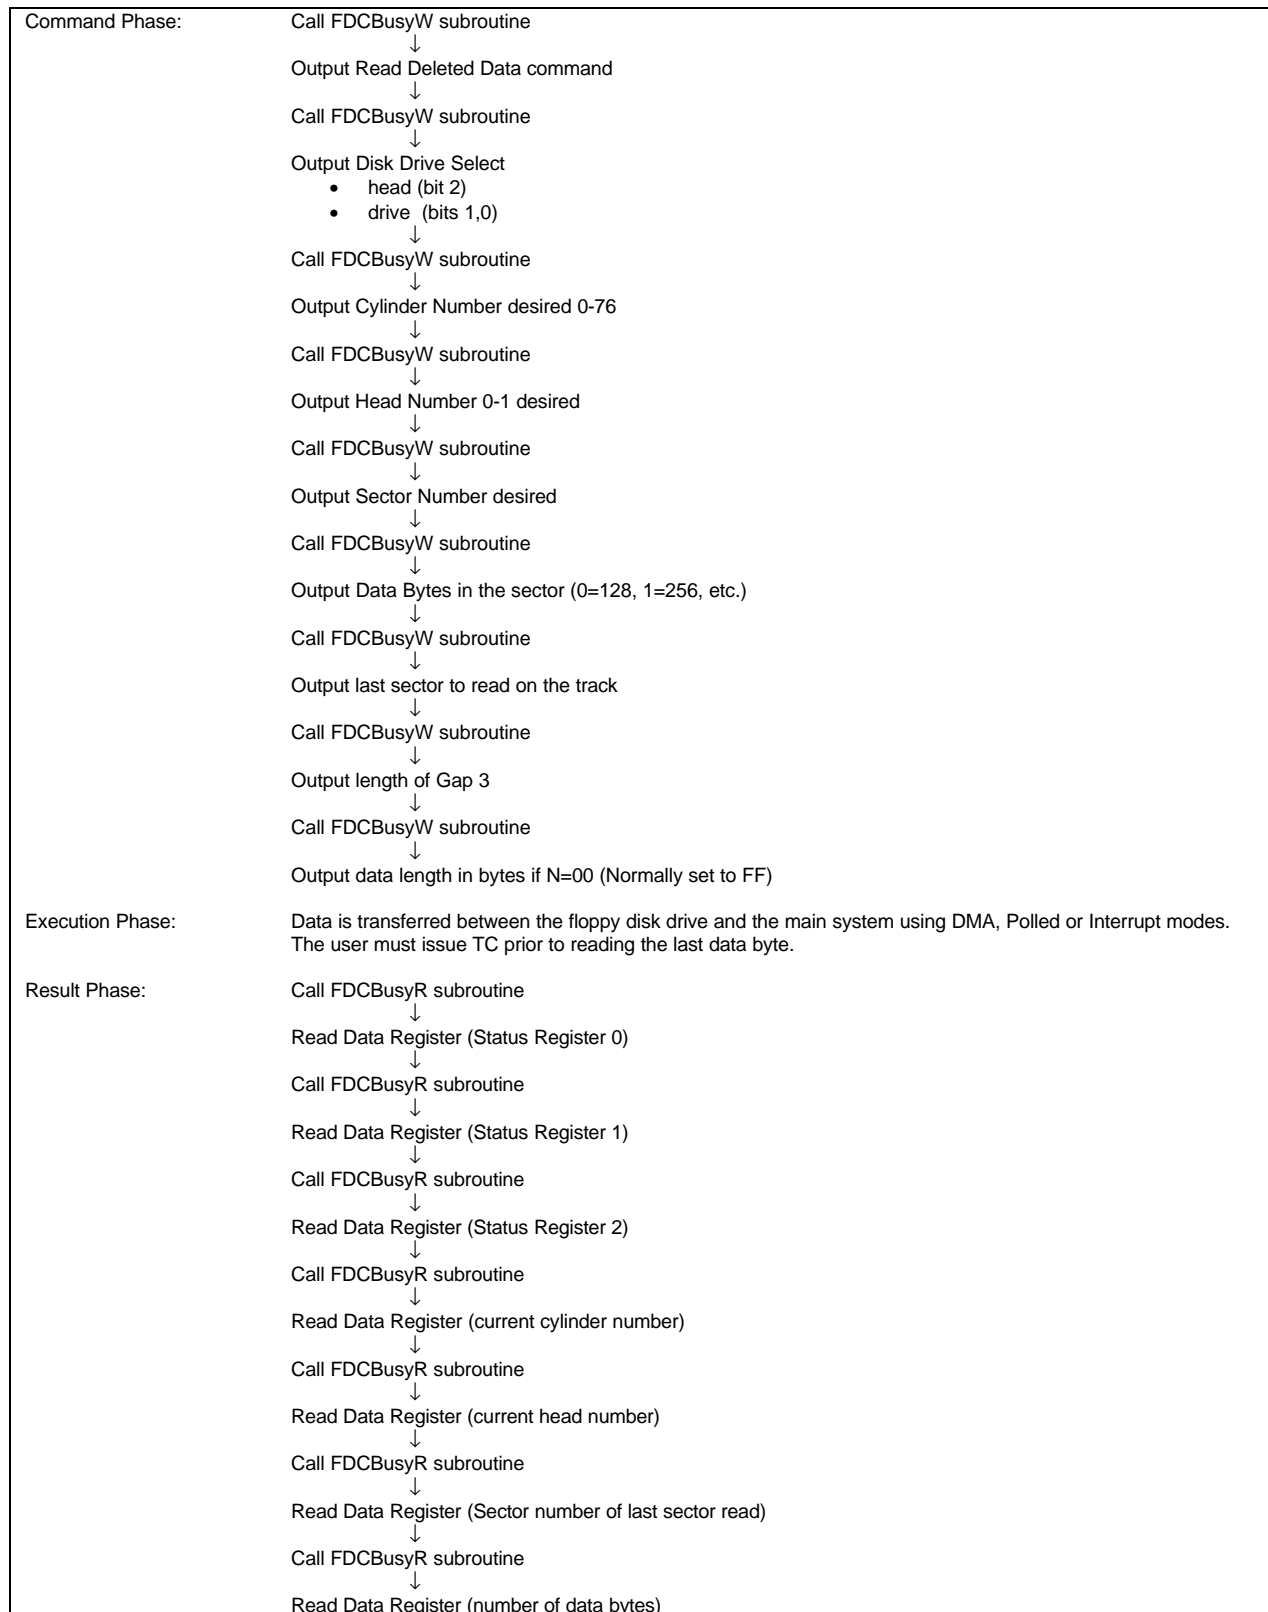 Command Phase: Call FDCBusyW subroutine
↓
Output Read Deleted Data command
↓
Call FDCBusyW subroutine
↓
Output Disk Drive Select
• head (bit 2)
• drive (bits 1,0)
↓
Call FDCBusyW subroutine
↓
Output Cylinder Number desired 0-76
↓
Call FDCBusyW subroutine
↓
Output Head Number 0-1 desired
↓
Call FDCBusyW subroutine
↓
Output Sector Number desired
↓
Call FDCBusyW subroutine
↓
Output Data Bytes in the sector (0=128, 1=256, etc.)
↓
Call FDCBusyW subroutine
↓
Output last sector to read on the track
↓
Call FDCBusyW subroutine
↓
Output length of Gap 3
↓
Call FDCBusyW subroutine
↓
Output data length in bytes if N=00 (Normally set to FF)
Execution Phase: Data is transferred between the floppy disk drive and the main system using DMA, Polled or Interrupt modes.
The user must issue TC prior to reading the last data byte.
Result Phase: Call FDCBusyR subroutine
↓
Read Data Register (Status Register 0)
↓
Call FDCBusyR subroutine
↓
Read Data Register (Status Register 1)
↓
Call FDCBusyR subroutine
↓
Read Data Register (Status Register 2)
↓
Call FDCBusyR subroutine
↓
Read Data Register (current cylinder number)
↓
Call FDCBusyR subroutine
↓
Read Data Register (current head number)
↓
Call FDCBusyR subroutine
↓
Read Data Register (Sector number of last sector read)
↓
Call FDCBusyR subroutine
↓
Read Data Register (number of data bytes)